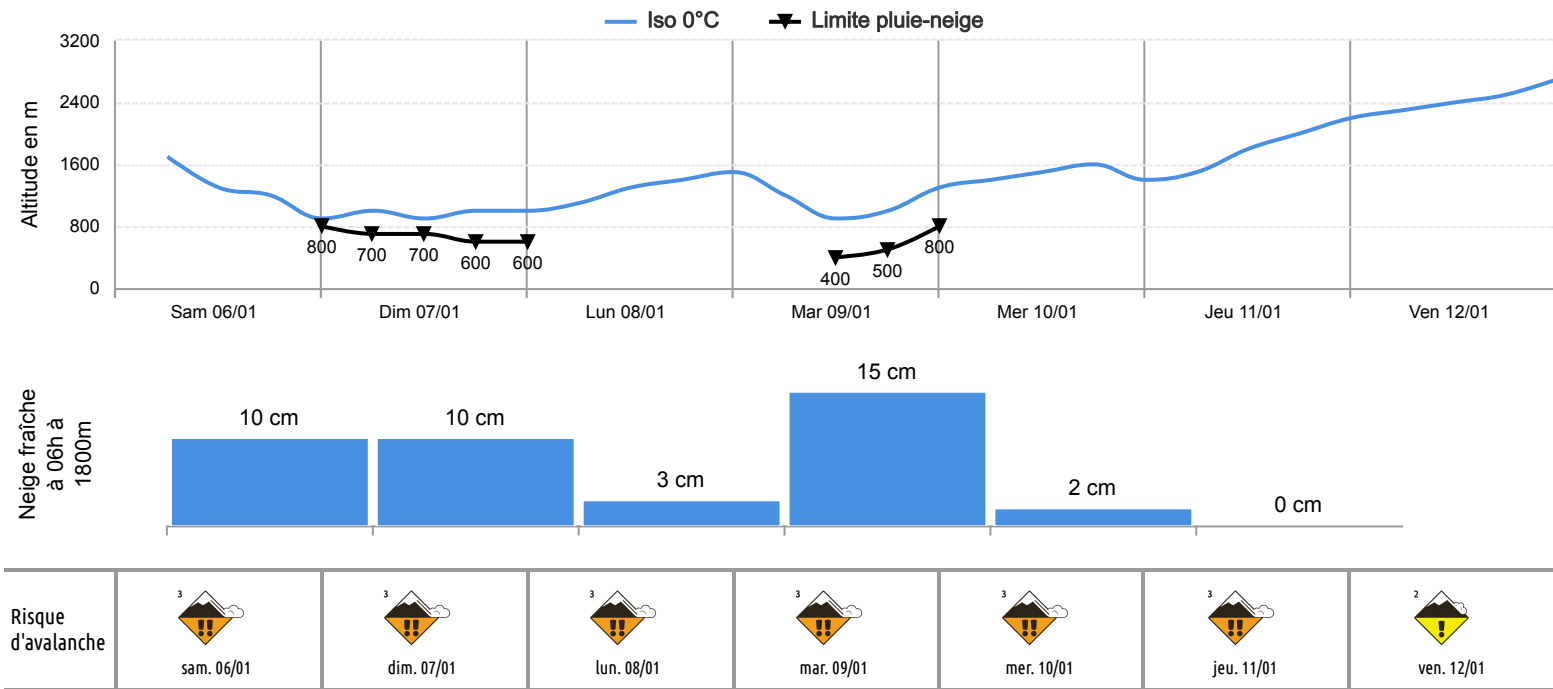 Iso 0°C Limite pluie-neige
Altitude en m
3200
2400
1600
800
0
800 700 700 600 600 400 500 800
Sam 06/01 Dim 07/01 Lun 08/01 Mar 09/01 Mer 10/01 Jeu 11/01 Ven 12/01
Neige fraîche
à 06h à
1800m
10 cm 10 cm 3 cm 15 cm 2 cm 0 cm
Risque
d'avalanche
3 3 3 3 3 3 2
!! !! !! !! !! !! !
sam. 06/01 dim. 07/01 lun. 08/01 mar. 09/01 mer. 10/01 jeu. 11/01 ven. 12/01